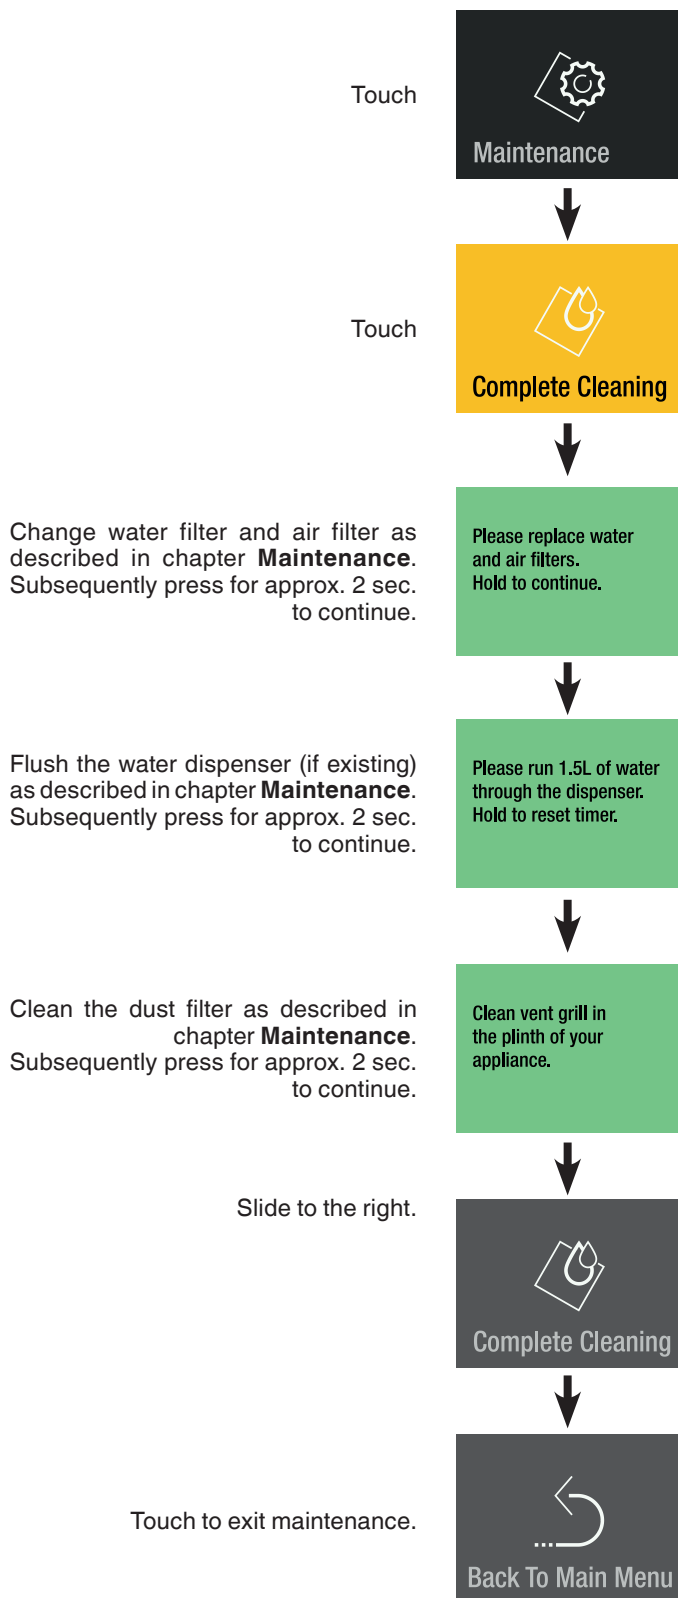 Touch
Maintenance
Touch
Complete Cleaning
Change water filter and air filter as
described in chapter Maintenance.
Subsequently press for approx. 2 sec.
to continue.
Please replace water
and air filters.
Hold to continue.
Flush the water dispenser (if existing)
as described in chapter Maintenance.
Subsequently press for approx. 2 sec.
to continue.
Please run 1.5L of water
through the dispenser.
Hold to reset timer.
Clean the dust filter as described in
chapter Maintenance.
Subsequently press for approx. 2 sec.
to continue.
Clean vent grill in
the plinth of your
appliance.
Slide to the right.
Complete Cleaning
Touch to exit maintenance.
Back To Main Menu